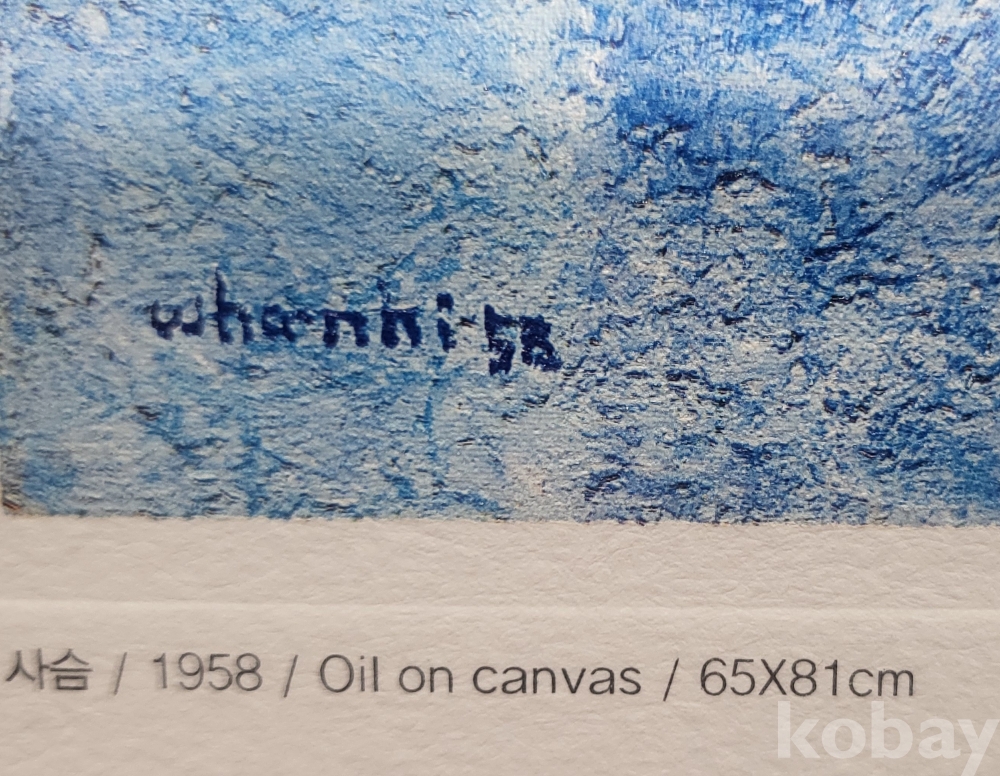 whanki 58
사슴 / 1958 / Oil on canvas / 65X81cm
kobay